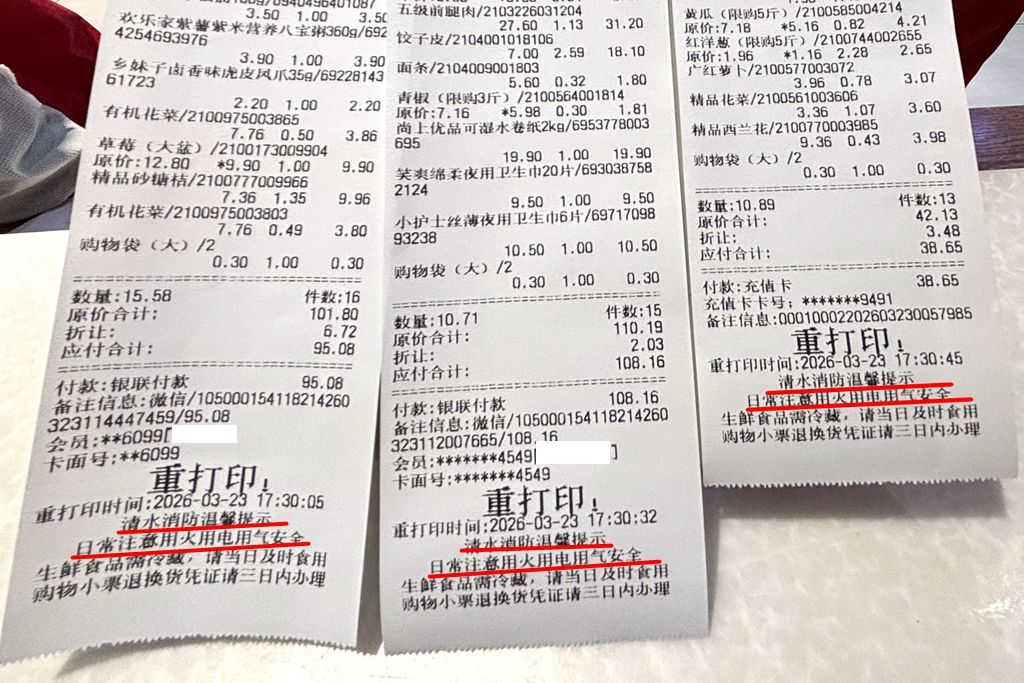 3.50 1.00 3.50
欢乐家紫薯紫米营养八宝粥360g/692
4254693976
3.90 1.00 3.90
乡妹子卤香味虎皮凤爪35g/69228143
61723
2.20 1.00 2.20
有机花菜/2100975003865
7.76 0.50 3.86
草莓（大盆）/2100173009904
原价:12.80 *9.90 1.00 9.90
精品砂糖桔/2100777009966
7.36 1.35 9.96
有机花菜/2100975003803
7.76 0.49 3.80
购物袋（大）/2
0.30 1.00 0.30
数量:15.58 件数:16
原价合计: 101.80
折让: 6.72
应付合计: 95.08
付款:银联付款 95.08
备注信息:微信/105000154118214260
323114447459/95.08
会员:**6099[
卡面号:**6099
重打印!
重打印时间:2026-03-23 17:30:05
清水消防温馨提示
日常注意用火用电用气安全
生鲜食品需冷藏，请当日及时食用
购物小票退换货凭证请三日内办理
五级前腿肉/2103226031204
27.60 1.13 31.20
饺子皮/2104001018106
7.00 2.59 18.10
面条/2104009001803
5.60 0.32 1.80
青椒（限购3斤）/2100564001814
原价:7.16 *5.98 0.30 1.81
尚上优品可湿水卷纸2kg/6953778003
695
19.90 1.00 19.90
笑爽绵柔夜用卫生巾20片/693038758
2124
9.50 1.00 9.50
小护士丝薄夜用卫生巾6片/69717098
93238
10.50 1.00 10.50
购物袋（大）/2
0.30 1.00 0.30
数量:10.71 件数:15
原价合计: 110.19
折让: 2.03
应付合计: 108.16
付款:银联付款 108.16
备注信息:微信/105000154118214260
323112007665/108.16
会员:*******4549[ ]
卡面号:*******4549
重打印!
重打印时间:2026-03-23 17:30:32
清水消防温馨提示
日常注意用火用电用气安全
生鲜食品需冷藏，请当日及时食用
购物小票退换货凭证请三日内办理
黄瓜（限购5斤）/2100565004214
原价:7.18 *5.16 0.82 4.21
红洋葱（限购5斤）/2100744002655
原价:1.96 *1.16 2.28 2.65
广红萝卜/2100577003072
3.96 0.78 3.07
精品花菜/2100561003606
3.36 1.07 3.60
精品西兰花/2100770003985
9.36 0.43 3.98
购物袋（大）/2
0.30 1.00 0.30
数量:10.89 件数:13
原价合计: 42.13
折让: 3.48
应付合计: 38.65
付款:充值卡 38.65
充值卡卡号: *******9491
备注信息:00010002202603230057985
重打印!
重打印时间:2026-03-23 17:30:45
清水消防温馨提示
日常注意用火用电用气安全
生鲜食品需冷藏，请当日及时食用
购物小票退换货凭证请三日内办理